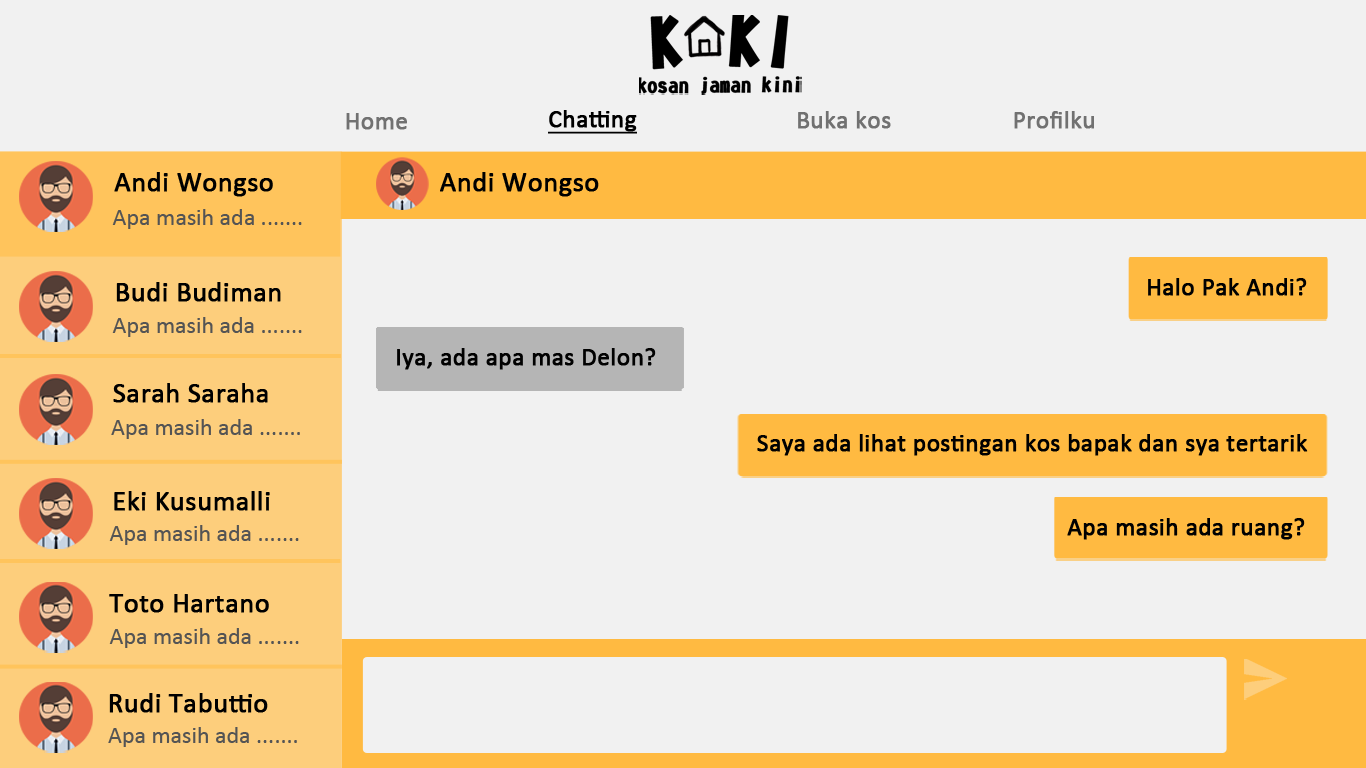 KOKI
kosan jaman kini
Home
Chatting
Buka kos
Profilku
Andi Wongso
Apa masih ada .......
Budi Budiman
Apa masih ada .......
Sarah Saraha
Apa masih ada .......
Eki Kusumalli
Apa masih ada .......
Toto Hartano
Apa masih ada .......
Rudi Tabuttio
Apa masih ada .......
Andi Wongso
Halo Pak Andi?
Iya, ada apa mas Delon?
Saya ada lihat postingan kos bapak dan sya tertarik
Apa masih ada ruang?